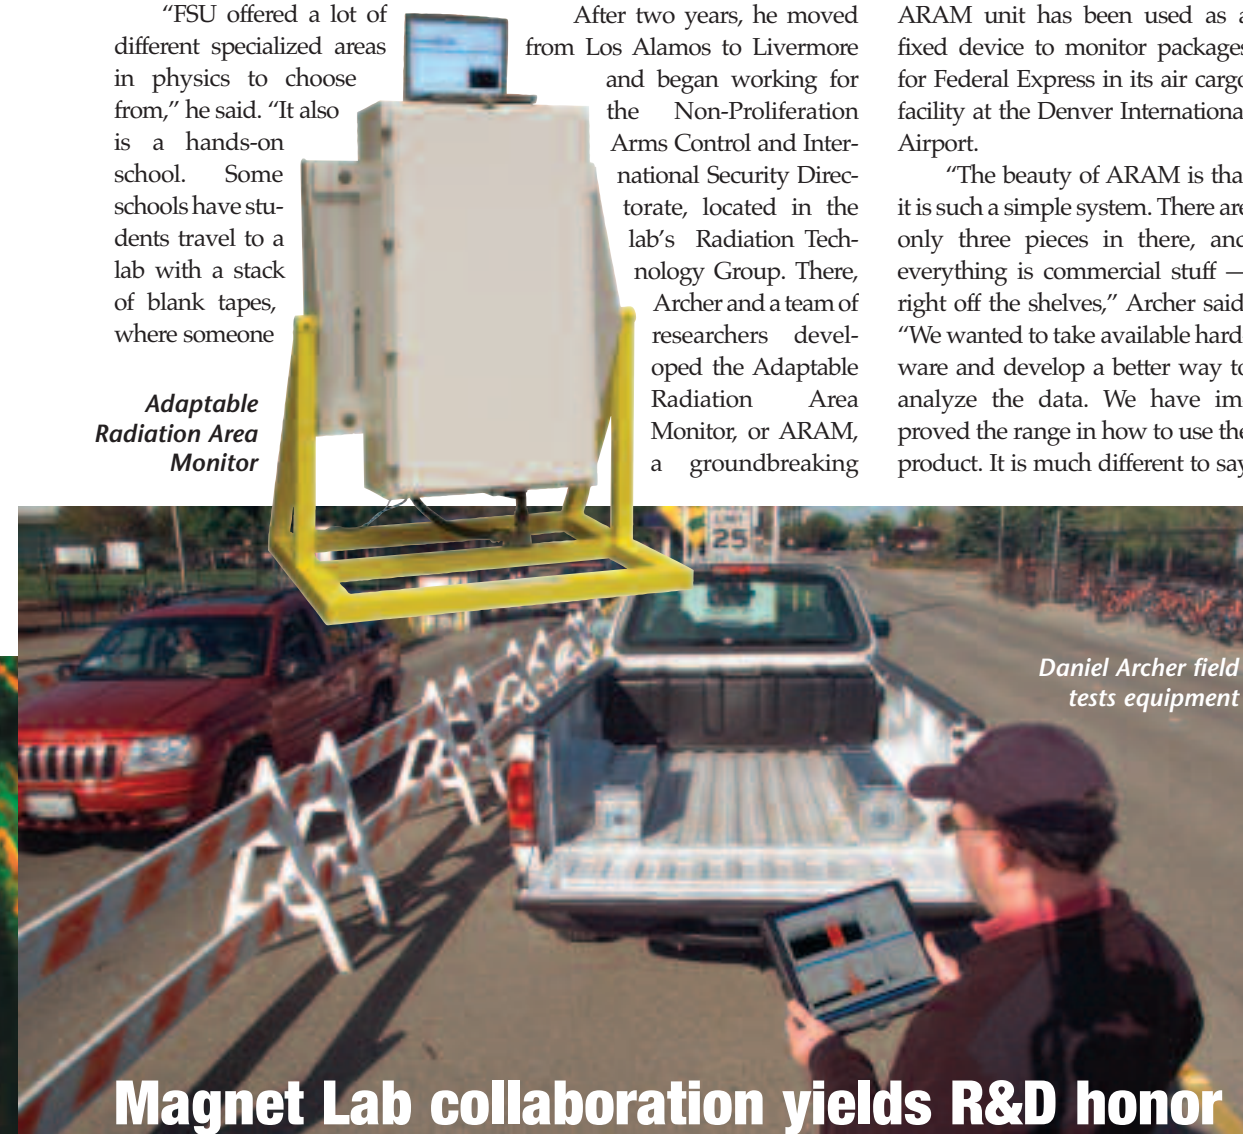 “FSU offered a lot of
different specialized areas
in physics to choose
from,” he said. “It also
is a hands-on
school. Some
schools have stu-
dents travel to a
lab with a stack
of blank tapes,
where someone
Adaptable
Radiation Area
Monitor
After two years, he moved
from Los Alamos to Livermore
and began working for
the Non-Proliferation
Arms Control and Inter-
national Security Direc-
torate, located in the
lab’s Radiation Tech-
nology Group. There,
Archer and a team of
researchers devel-
oped the Adaptable
Radiation Area
Monitor, or ARAM,
a groundbreaking
ARAM unit has been used as a
fixed device to monitor packages
for Federal Express in its air cargo
facility at the Denver International
Airport.
“The beauty of ARAM is that
it is such a simple system. There are
only three pieces in there, and
everything is commercial stuff —
right off the shelves,” Archer said.
“We wanted to take available hard-
ware and develop a better way to
analyze the data. We have im-
proved the range in how to use the
product. It is much different to say
LIMIT
25
Daniel Archer field
tests equipment
Magnet Lab collaboration yields R&D honor